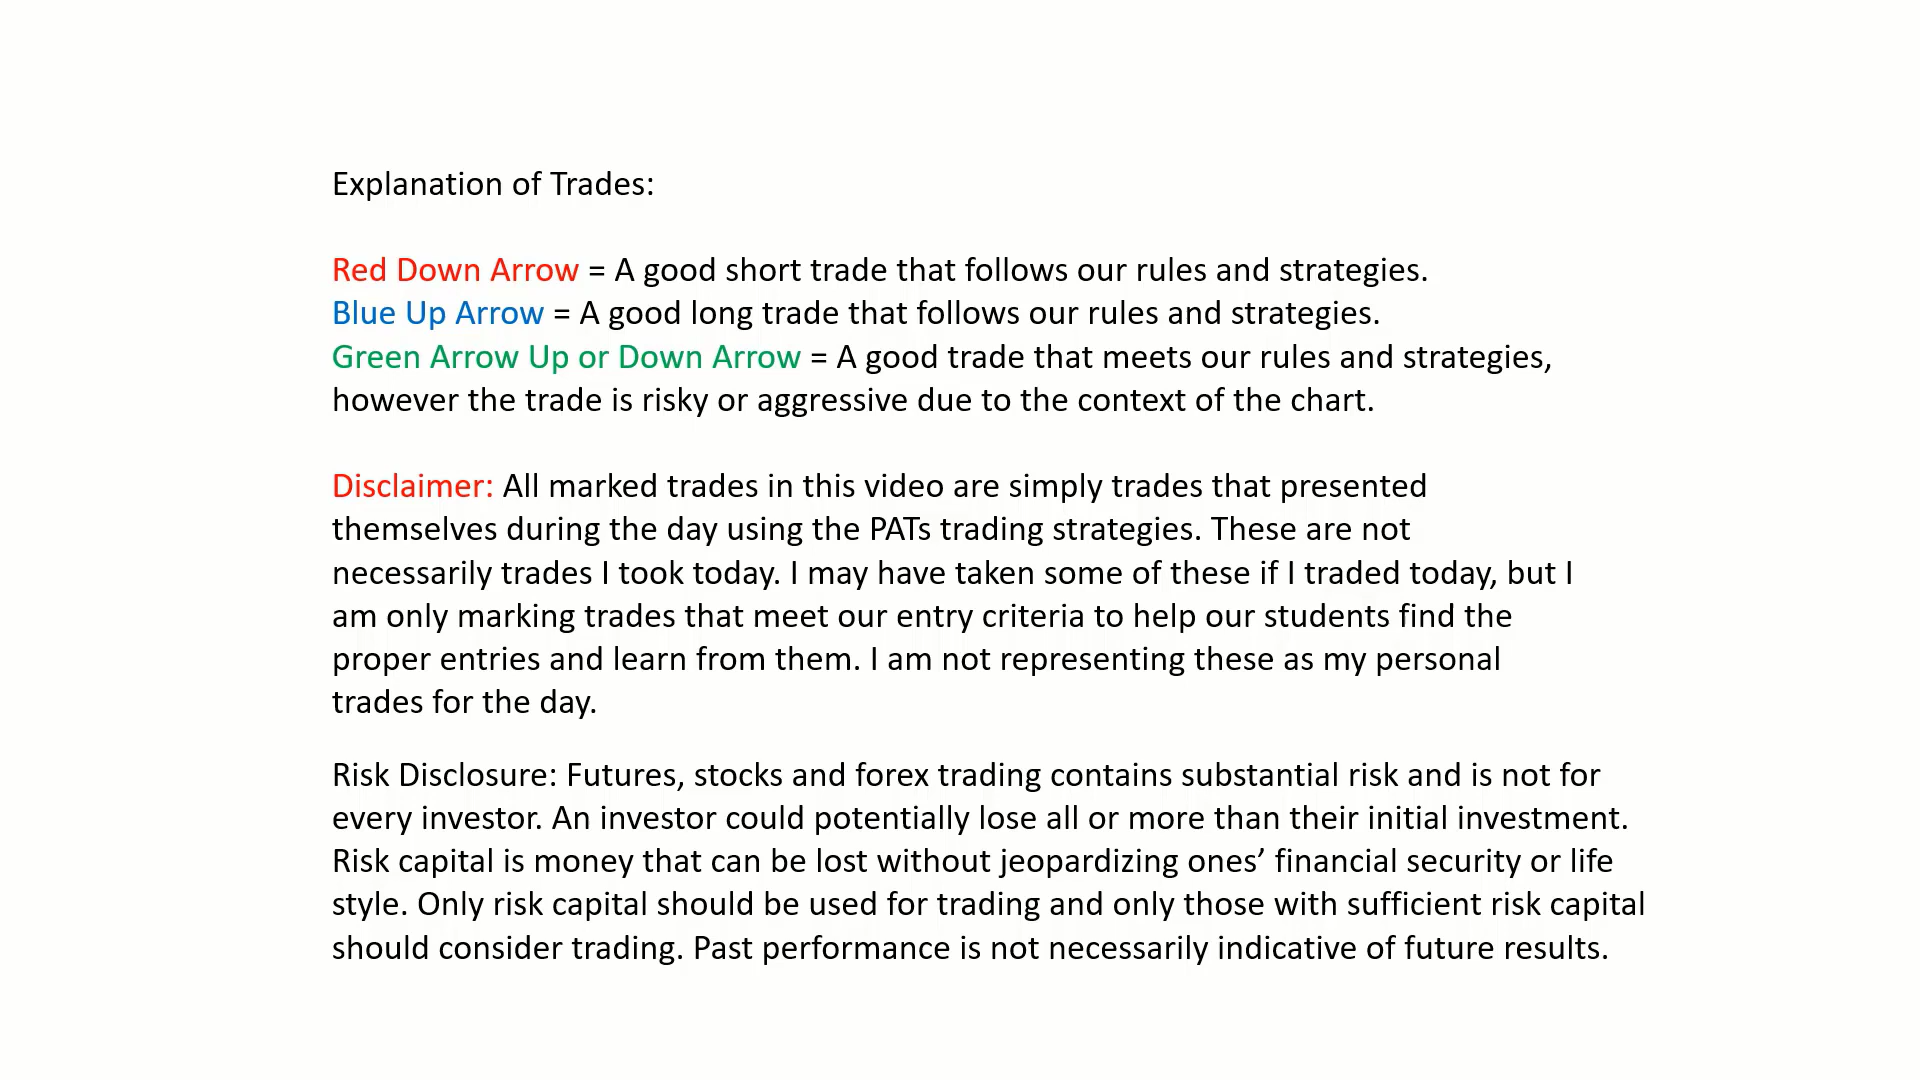 Explanation of Trades:
Red Down Arrow = A good short trade that follows our rules and strategies.
Blue Up Arrow = A good long trade that follows our rules and strategies.
Green Arrow Up or Down Arrow = A good trade that meets our rules and strategies,
however the trade is risky or aggressive due to the context of the chart.
Disclaimer: All marked trades in this video are simply trades that presented
themselves during the day using the PATs trading strategies. These are not
necessarily trades I took today. I may have taken some of these if I traded today, but I
am only marking trades that meet our entry criteria to help our students find the
proper entries and learn from them. I am not representing these as my personal
trades for the day.
Risk Disclosure: Futures, stocks and forex trading contains substantial risk and is not for
every investor. An investor could potentially lose all or more than their initial investment.
Risk capital is money that can be lost without jeopardizing ones’ financial security or life
style. Only risk capital should be used for trading and only those with sufficient risk capital
should consider trading. Past performance is not necessarily indicative of future results.